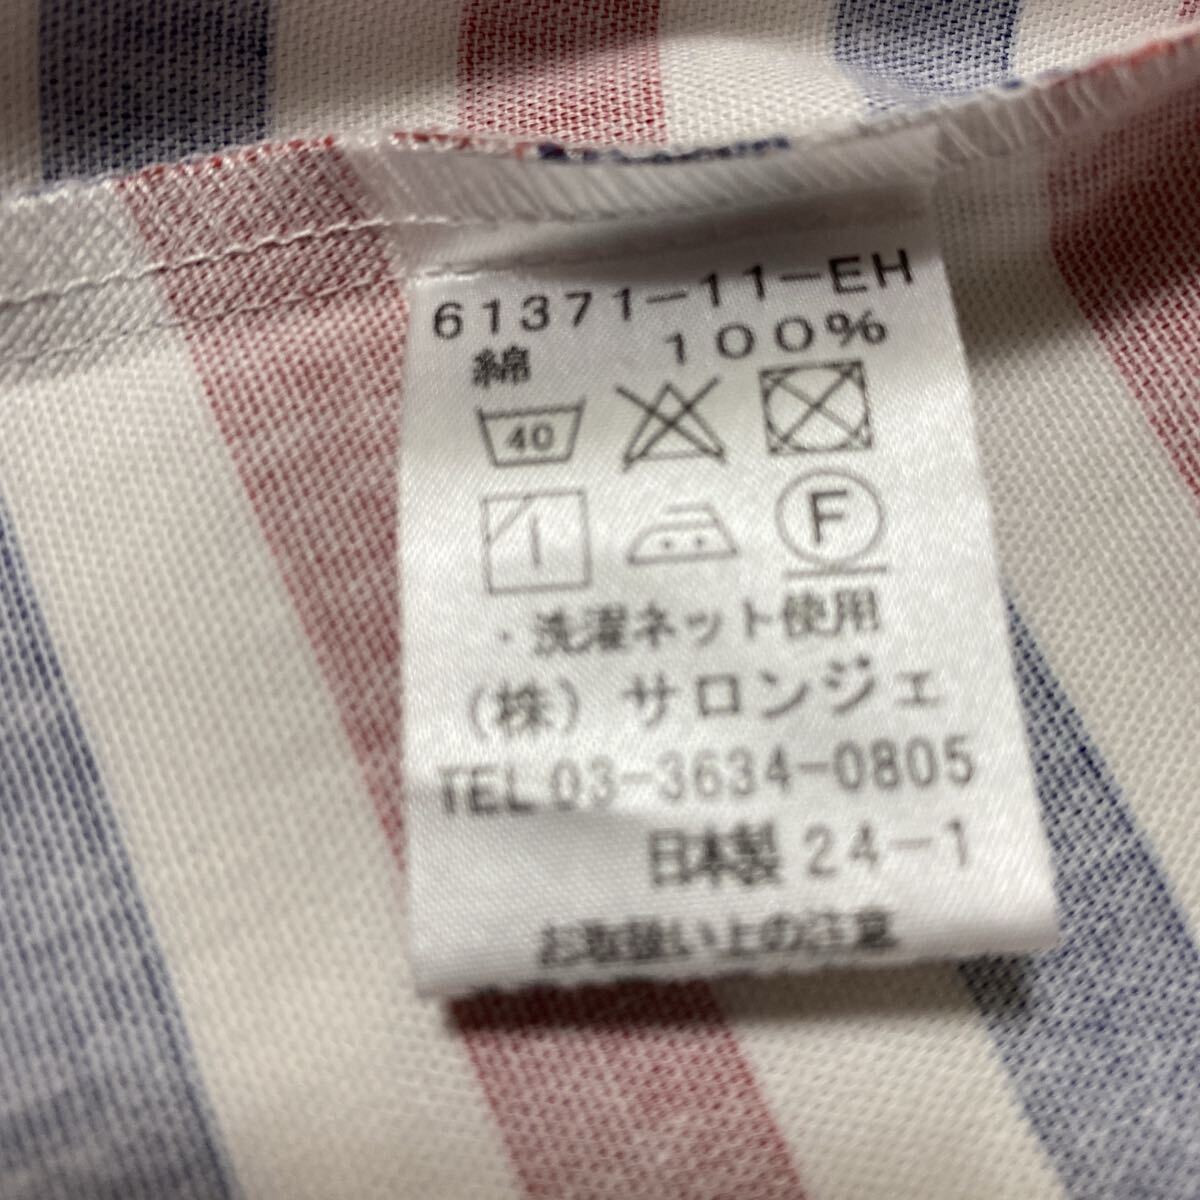 61371-11-EH
綿 100%
40
F
・洗濯ネット使用
(株) サロンジェ
TEL 03-3634-0805
日本製 24-1
お取扱い上の注意